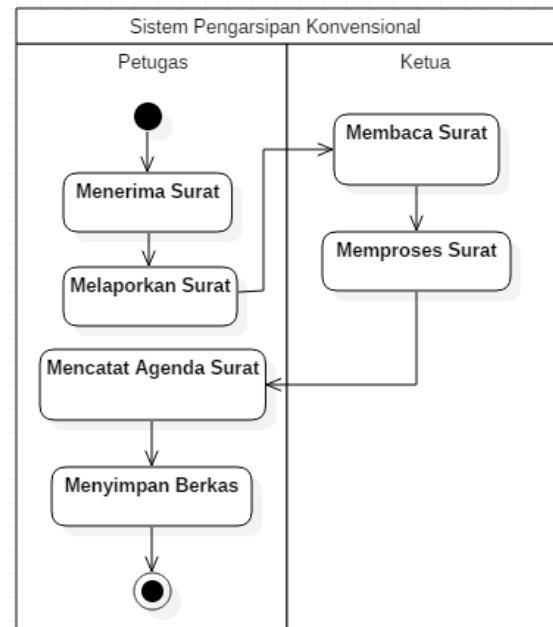 Sistem Pengarsipan Konvensional
Petugas
Ketua
Menerima Surat
Melaporkan Surat
Membaca Surat
Memproses Surat
Mencatat Agenda Surat
Menyimpan Berkas